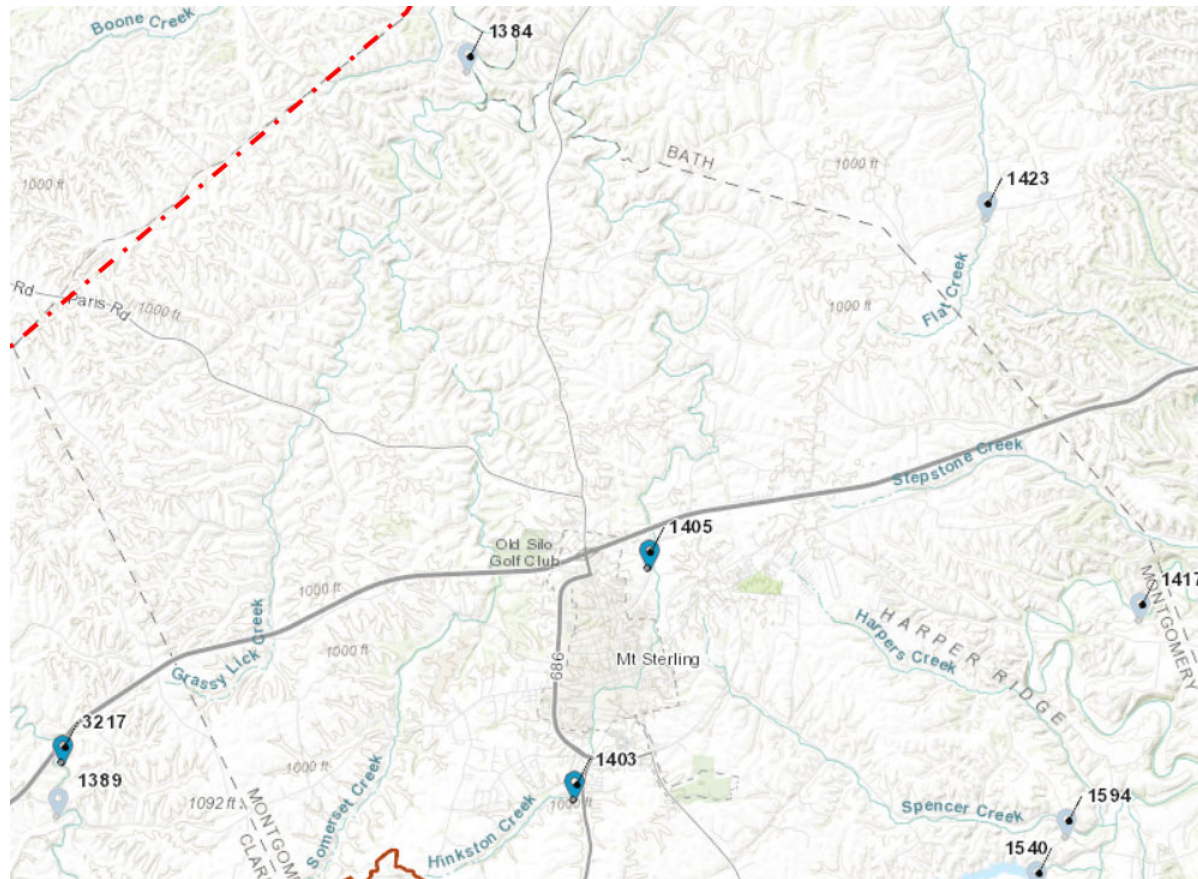 Boone Creek
1384
BATH
1000 ft
1423
1000 ft
Flat Creek
Rd
Paris Rd
1000 ft
1000 ft
Stepstone Creek
1405
Old Silo
Golf Club
1000 ft
1417
MONTGOMERY
HARPER RIDGE
Harpers Creek
Grassy Lick Creek
1000 ft
686
Mt Sterling
3217
1403
1389
1000 ft
1000 ft
1092 ft
Somerset Creek
Hinkston Creek
Spencer Creek
1594
1540
MONTGOM
CLAR